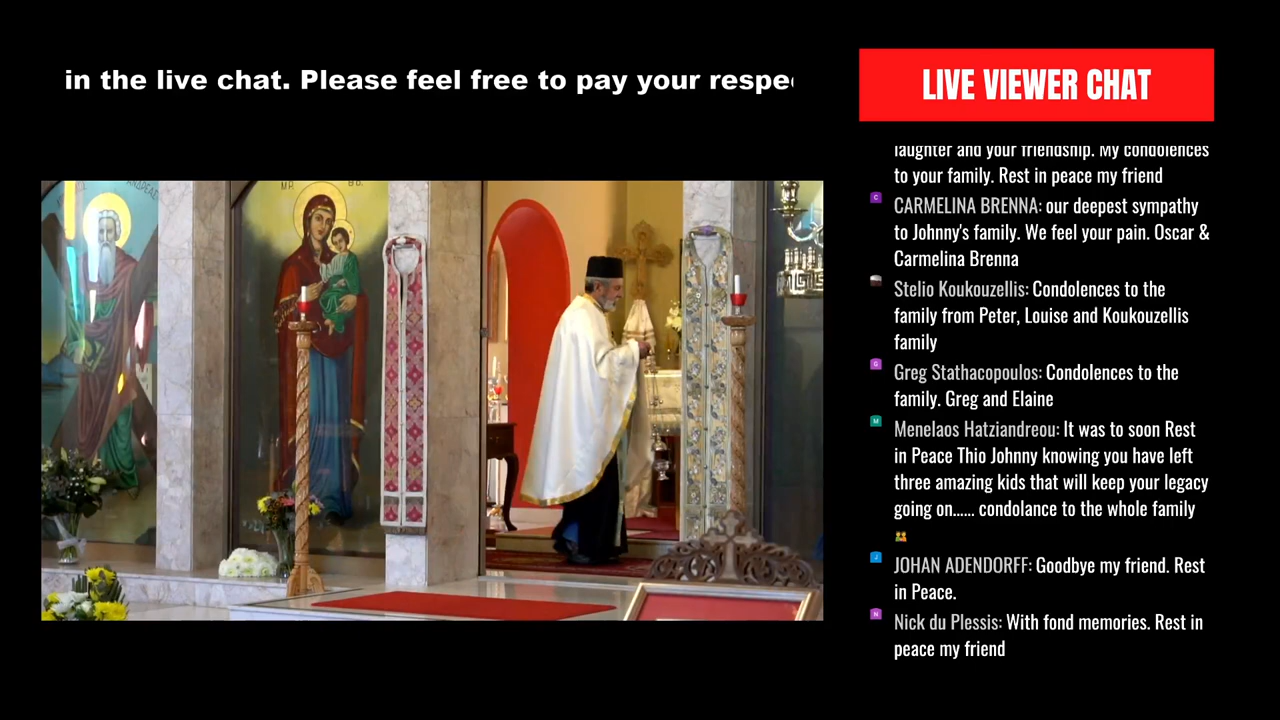 in the live chat. Please feel free to pay your respec
LIVE VIEWER CHAT
laughter and your friendship. My condolences
to your family. Rest in peace my friend
CARMELINA BRENNA: our deepest sympathy
to Johnny's family. We feel your pain. Oscar &
Carmelina Brenna
Stelio Koukouzellis: Condolences to the
family from Peter, Louise and Koukouzellis
family
Greg Stathacopoulos: Condolences to the
family. Greg and Elaine
Menelaos Hatziandreou: It was to soon Rest
in Peace Thio Johnny knowing you have left
three amazing kids that will keep your legacy
going on...... condolance to the whole family
JOHAN ADENDORFF: Goodbye my friend. Rest
in Peace.
Nick du Plessis: With fond memories. Rest in
peace my friend
ΜΡ. ΘΥ.